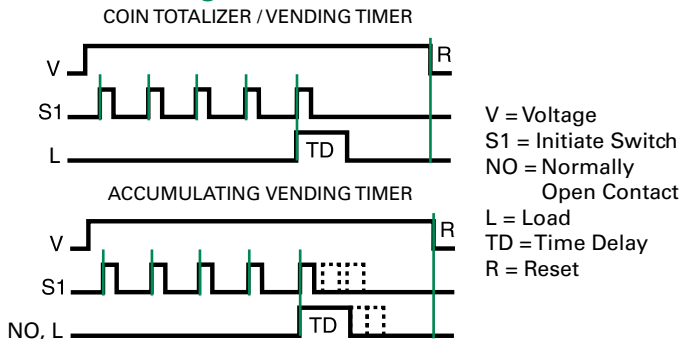 COIN TOTALIZER / VENDING TIMER
V
R
S1
L
TD
ACCUMULATING VENDING TIMER
V
R
S1
NO, L
TD
V = Voltage
S1 = Initiate Switch
NO = Normally
Open Contact
L = Load
TD = Time Delay
R = Reset